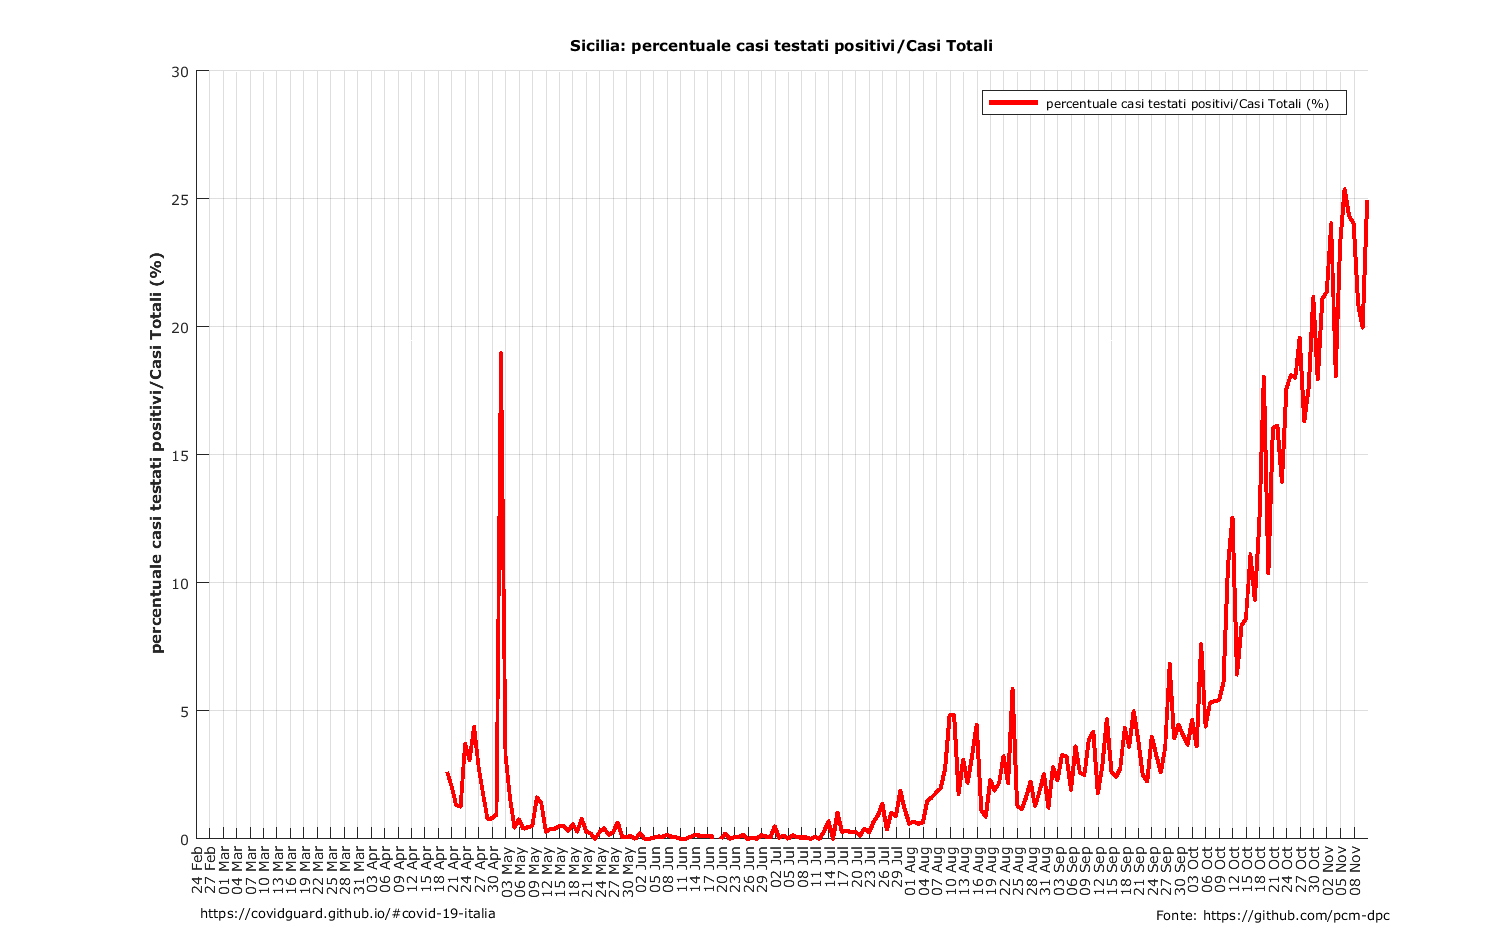 Sicilia: percentuale casi testati positivi/Casi Totali
percentuale casi testati positivi/Casi Totali (%)
percentuale casi testati positivi/Casi Totali (%)
30
25
20
15
10
5
0
24 Feb
27 Feb
01 Mar
04 Mar
07 Mar
10 Mar
13 Mar
16 Mar
19 Mar
22 Mar
25 Mar
28 Mar
31 Mar
03 Apr
06 Apr
09 Apr
12 Apr
15 Apr
18 Apr
21 Apr
24 Apr
27 Apr
30 Apr
03 May
06 May
09 May
12 May
15 May
18 May
21 May
24 May
27 May
30 May
02 Jun
05 Jun
08 Jun
11 Jun
14 Jun
17 Jun
20 Jun
23 Jun
26 Jun
29 Jun
02 Jul
05 Jul
08 Jul
11 Jul
14 Jul
17 Jul
20 Jul
23 Jul
26 Jul
29 Jul
01 Aug
04 Aug
07 Aug
10 Aug
13 Aug
16 Aug
19 Aug
22 Aug
25 Aug
28 Aug
31 Aug
03 Sep
06 Sep
09 Sep
12 Sep
15 Sep
18 Sep
21 Sep
24 Sep
27 Sep
30 Sep
03 Oct
06 Oct
09 Oct
12 Oct
15 Oct
18 Oct
21 Oct
24 Oct
27 Oct
30 Oct
02 Nov
05 Nov
08 Nov
https://covidguard.github.io/#covid-19-italia
Fonte: https://github.com/pcm-dpc